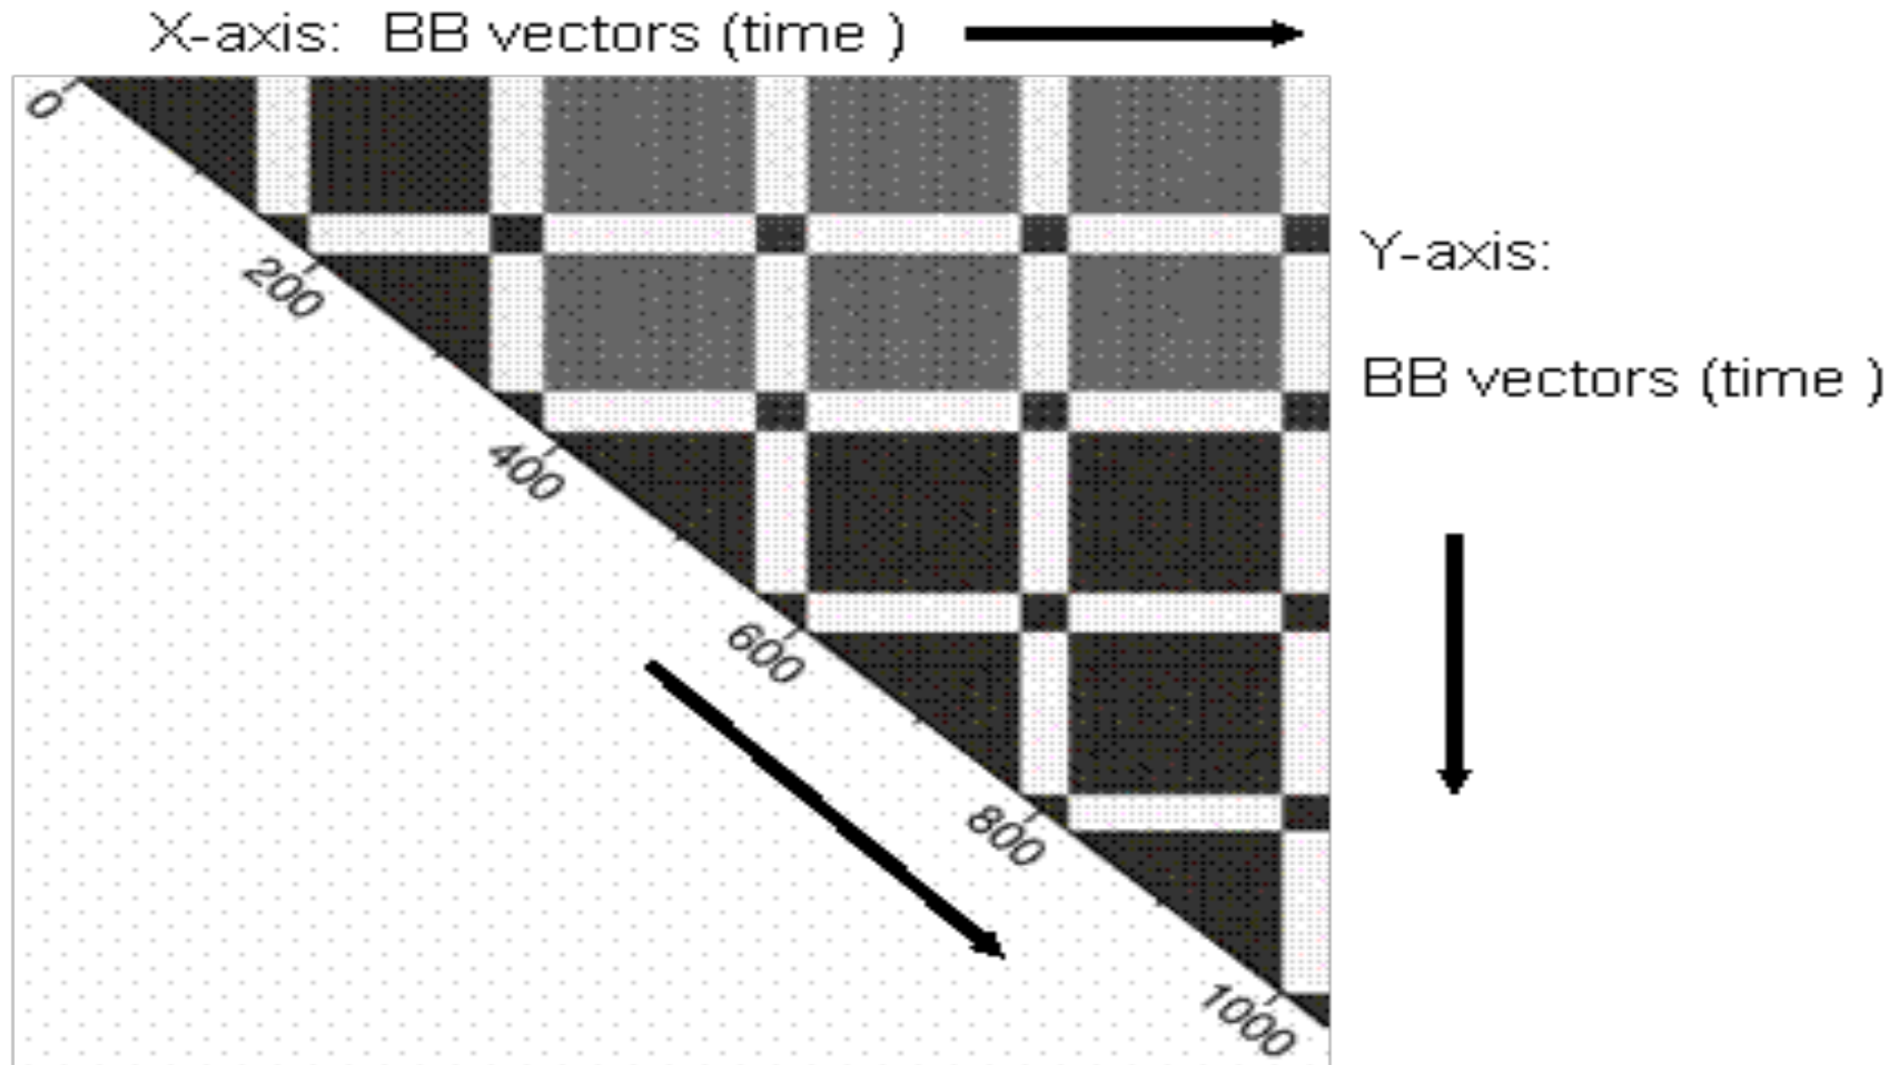 X-axis: BB vectors (time )
0
200
400
600
800
1000
Y-axis:
BB vectors (time )